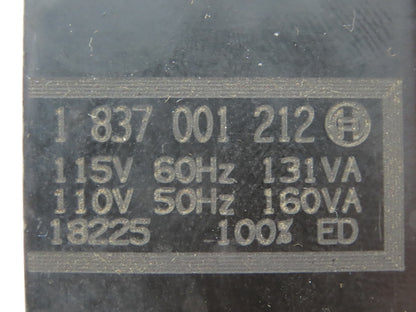 1 837 001 212
115V 60Hz 131VA
110V 50Hz 160VA
18225 100% ED